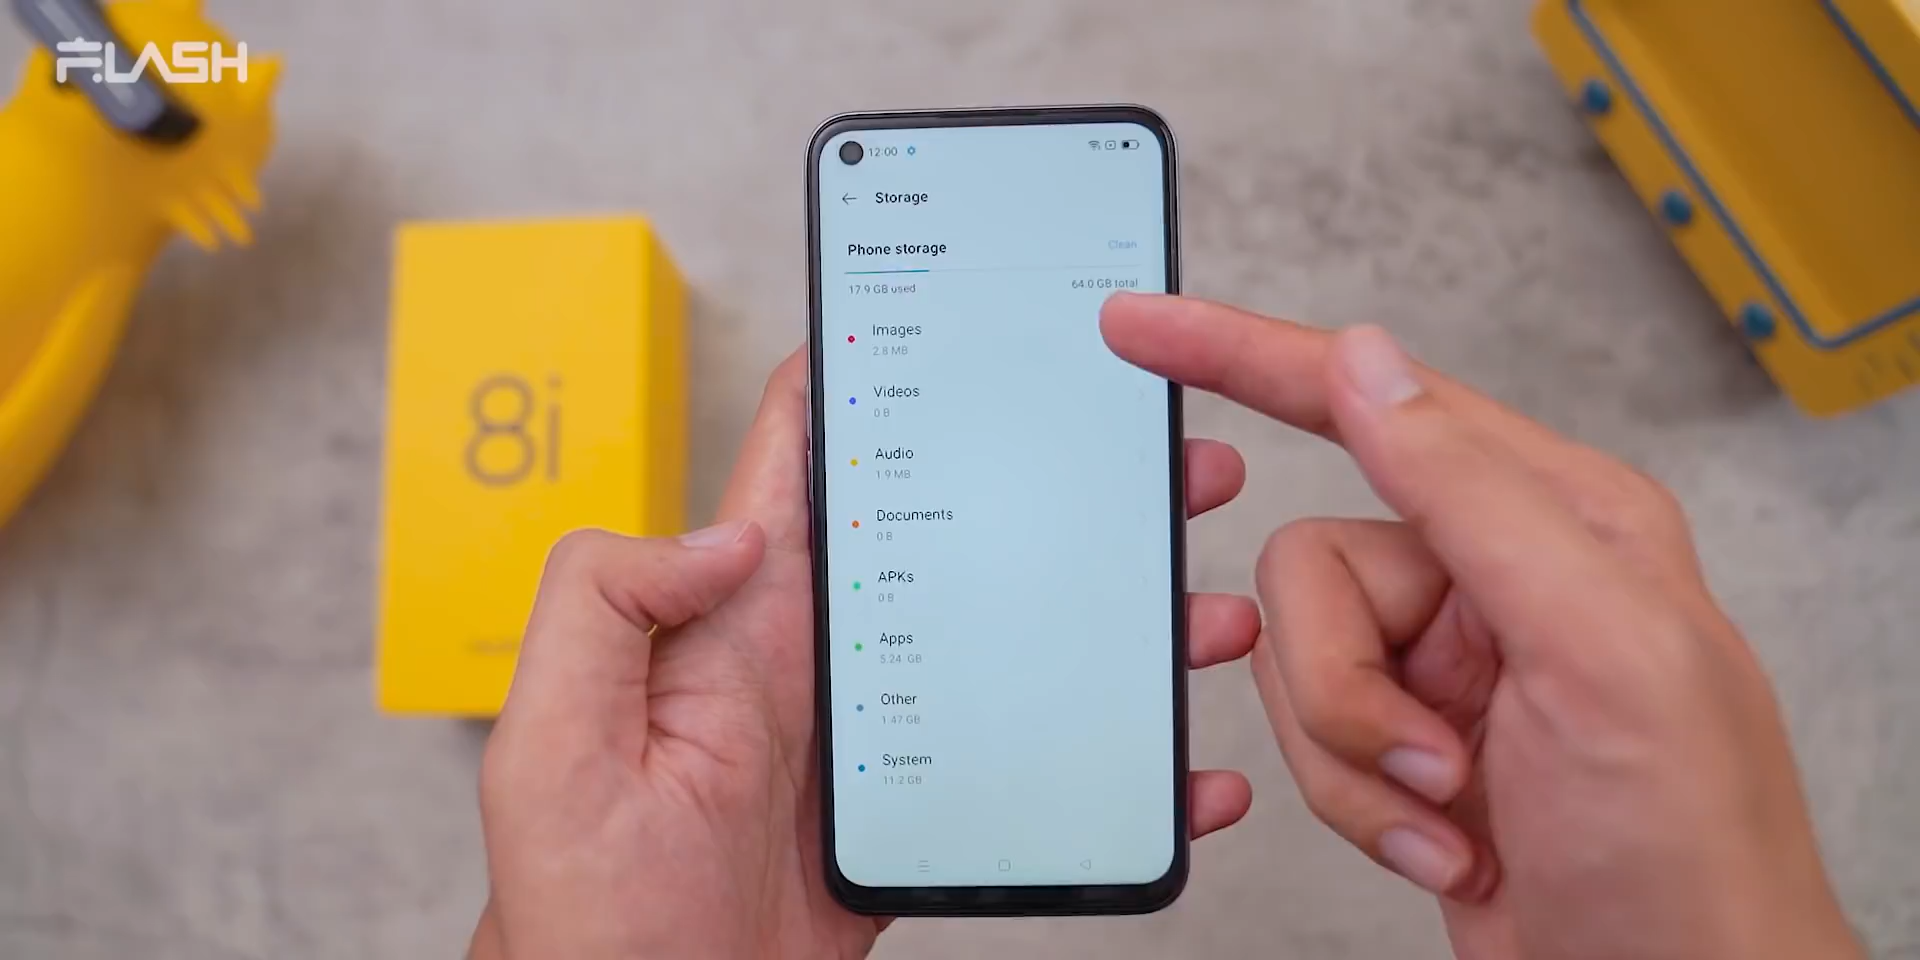 FLASH
12:00
Storage
Phone storage
Clean
17.9 GB used
64.0 GB total
Images
2.8 MB
Videos
0 B
Audio
1.9 MB
Documents
0 B
APKs
0 B
Apps
5.24 GB
Other
1.47 GB
System
11.2 GB
8i